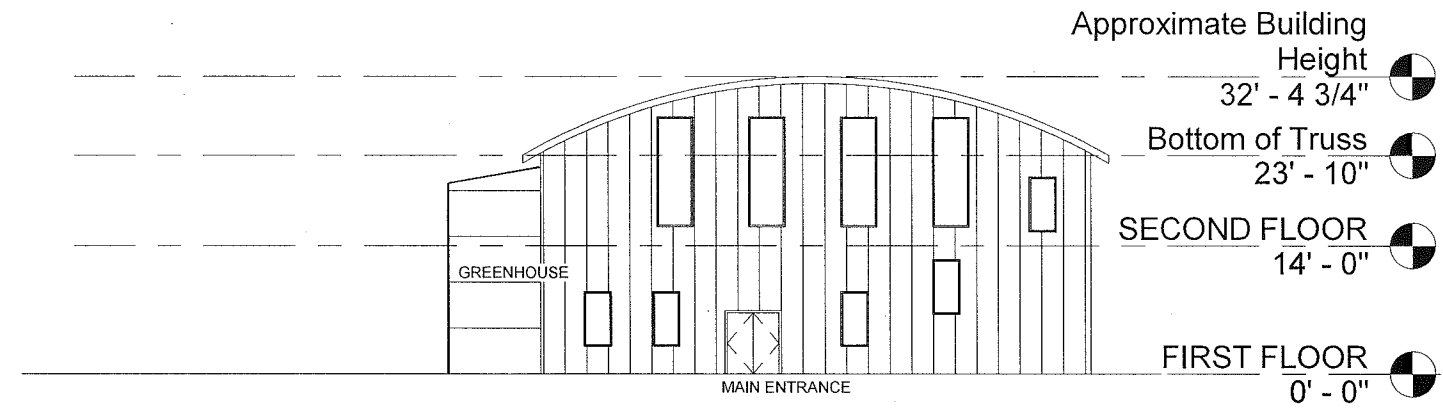 Approximate Building
Height
32' - 4 3/4"
Bottom of Truss
23' - 10"
SECOND FLOOR
14' - 0"
GREENHOUSE
FIRST FLOOR
0' - 0"
MAIN ENTRANCE